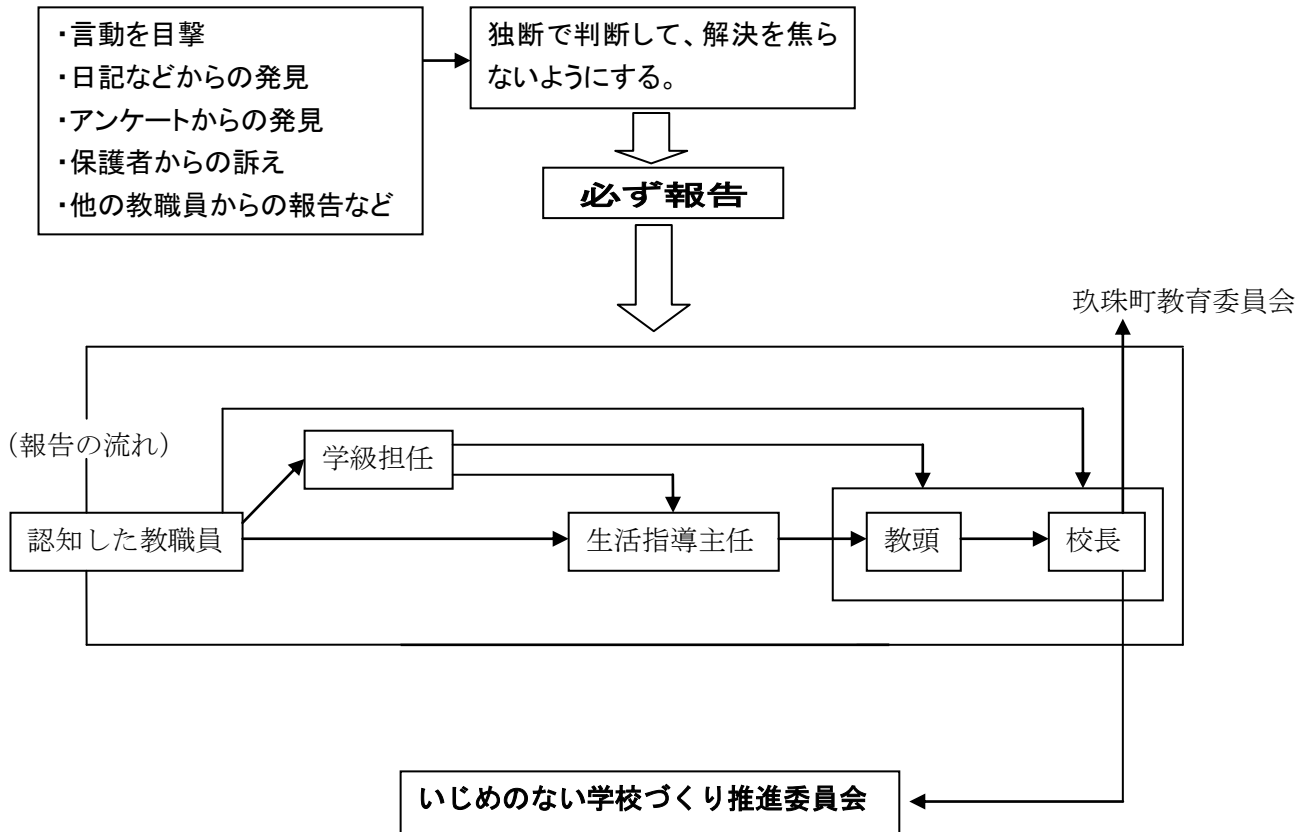 ・言動を目撃
・日記などからの発見
・アンケートからの発見
・保護者からの訴え
・他の教職員からの報告など
独断で判断して、解決を焦ら
ないようにする。
必ず報告
玖珠町教育委員会
（報告の流れ）
学級担任
認知した教職員
生活指導主任
教頭
校長
いじめのない学校づくり推進委員会